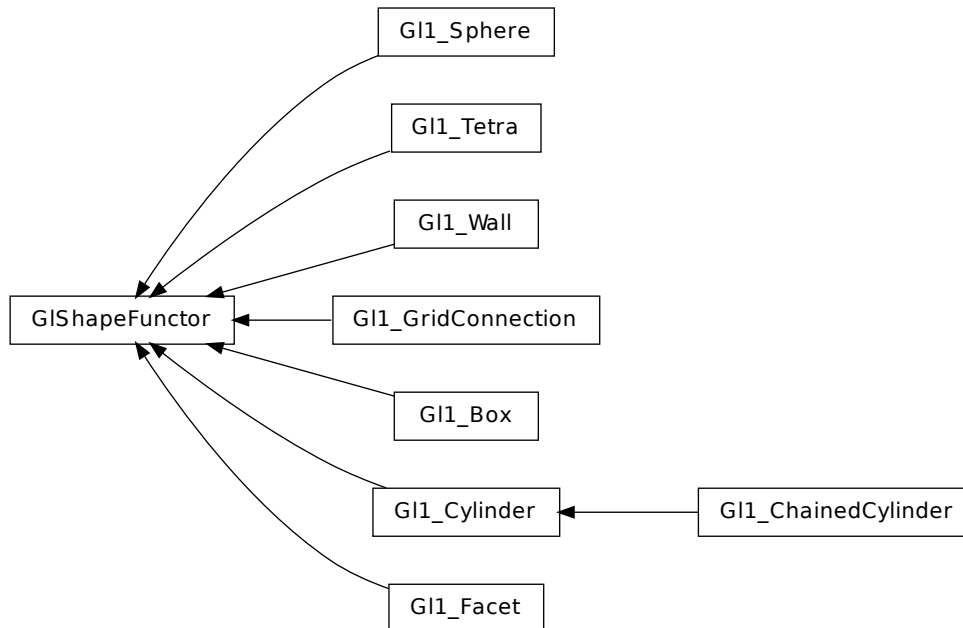 Gl1_Sphere
Gl1_Tetra
Gl1_Wall
GlShapeFunctor
Gl1_GridConnection
Gl1_Box
Gl1_Cylinder
Gl1_ChainedCylinder
Gl1_Facet